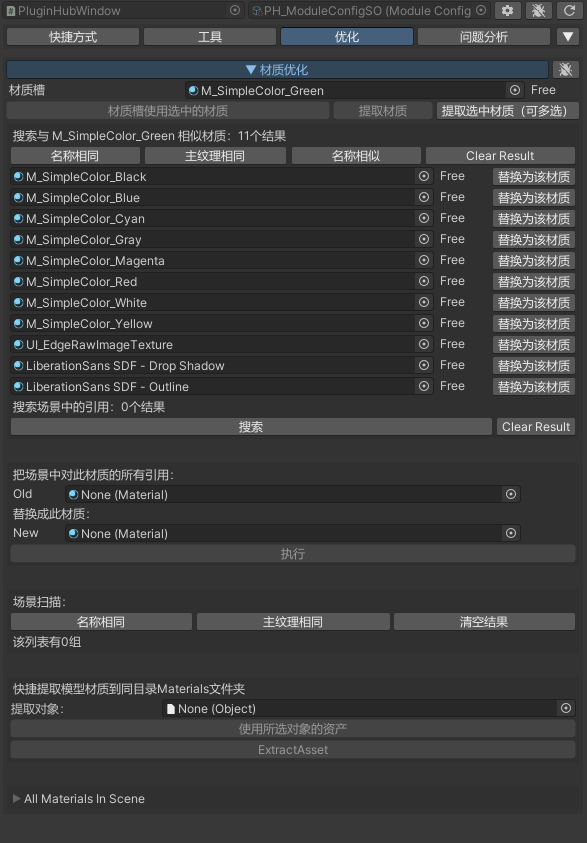 PluginHubWindow PH_ModuleConfigSO (Module Config
快捷方式 工具 优化 问题分析 ▼
▼ 材质优化
材质槽 M_SimpleColor_Green Free
材质槽使用选中的材质 提取材质 提取选中材质（可多选）
搜索与 M_SimpleColor_Green 相似材质：11个结果
名称相同 主纹理相同 名称相似 Clear Result
M_SimpleColor_Black Free 替换为该材质
M_SimpleColor_Blue Free 替换为该材质
M_SimpleColor_Cyan Free 替换为该材质
M_SimpleColor_Gray Free 替换为该材质
M_SimpleColor_Magenta Free 替换为该材质
M_SimpleColor_Red Free 替换为该材质
M_SimpleColor_White Free 替换为该材质
M_SimpleColor_Yellow Free 替换为该材质
UI_EdgeRawImageTexture Free 替换为该材质
LiberationSans SDF - Drop Shadow Free 替换为该材质
LiberationSans SDF - Outline Free 替换为该材质
搜索场景中的引用：0个结果
搜索 Clear Result
把场景中对此材质的所有引用：
Old None (Material)
替换成此材质：
New None (Material)
执行
场景扫描：
名称相同 主纹理相同 清空结果
该列表有0组
快捷提取模型材质到同目录Materials文件夹
提取对象： None (Object)
使用所选对象的资产
ExtractAsset
▶ All Materials In Scene